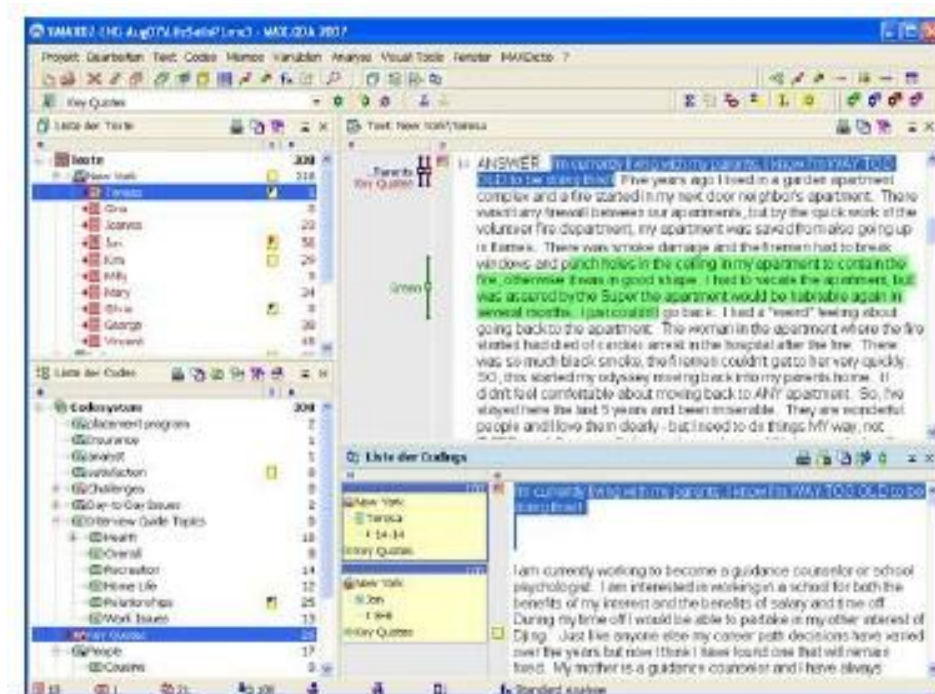 MAXQDA 2007
Projekt Bearbeiten Text Codes Memos Variablen Analyse Visual Tools Fenster MAXDictio ?
Key Quotes
Liste der Texte
Text: New York\Teresa
Texte
New York
Teresa
Gina
Joanna
Jon
Kim
Milly
Mary
Olivia
George
Vincent
Parents
Key Quotes
Green
ANSWER I'm currently living with my parents, I know I'm WAY TOO
OLD to be doing this!! Five years ago I lived in a garden apartment
complex and a fire started in my next door neighbor's apartment. There
wasn't any firewall between our apartments, but by the quick work of the
volunteer fire department, my apartment was saved from also going up
in flames. There was smoke damage and the firemen had to break
windows and punch holes in the ceiling in my apartment to contain the
fire, otherwise it was in good shape. I had to vacate the apartment, but
was assured by the Super the apartment would be habitable again in
several months. I just couldn't go back. I had a "weird" feeling about
going back to the apartment. The woman in the apartment where the fire
started had died of cardiac arrest in the hospital after the fire. There
was so much black smoke, the firemen couldn't get to her very quickly.
SO, this started my odyssey moving back into my parents home. I
didn't feel comfortable about moving back to ANY apartment. So, I've
stayed here the last 5 years and been miserable. They are wonderful
people and I love them dearly - but I need to do things MY way, not
Liste der Codes
Codesystem
placement program
insurance
analyst
satisfaction
Challenges
Day-to-Day Issues
Interview Guide Topics
Health
Overall
Recreation
Home Life
Relationships
Work Issues
Key Quotes
People
Cousins
Liste der Codings
New York
Teresa
14-14
Key Quotes
New York
Jon
8-8
Key Quotes
I'm currently living with my parents, I know I'm WAY TOO OLD to be
doing this!!
I am currently working to become a guidance counselor or school
psychologist. I am interested in working in a school for both the
benefits of my interest and the benefits of salary and time off.
During my time off I would be able to partake in my other interest of
DJing. Just like anyone else my career path decisions have varied
over the years but now I think I have found one that will remain
fixed. My mother is a guidance counselor and I have always
Standard Analyse